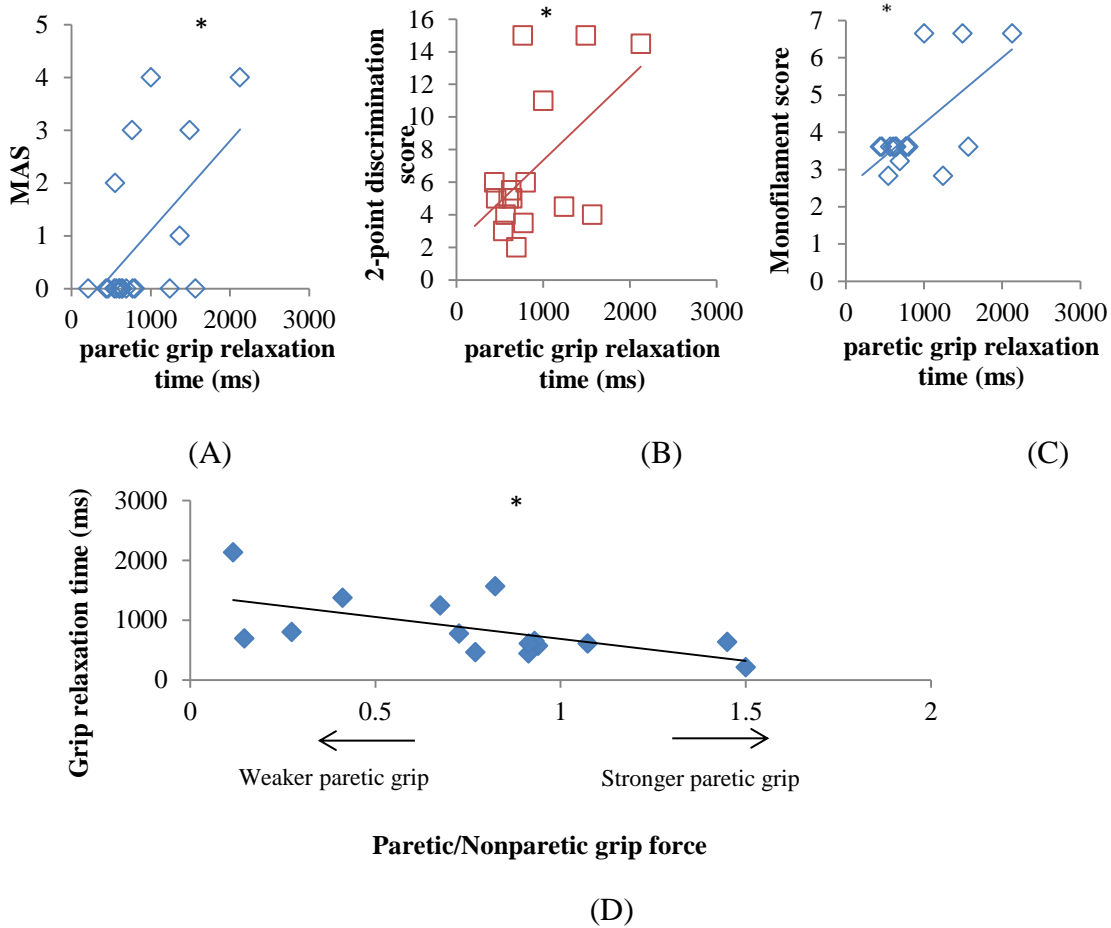 *
5
4
3
2
1
0
MAS
0 1000 2000 3000
paretic grip relaxation
time (ms)
(A)
*
16
14
12
10
8
6
4
2
0
2-point discrimination
score
0 1000 2000 3000
paretic grip relaxation
time (ms)
(B)
*
7
6
5
4
3
2
1
0
Monofilament score
0 1000 2000 3000
paretic grip relaxation
time (ms)
(C)
*
3000
2000
1000
0
Grip relaxation time (ms)
0 0.5 1 1.5 2
Weaker paretic grip
Stronger paretic grip
Paretic/Nonparetic grip force
(D)